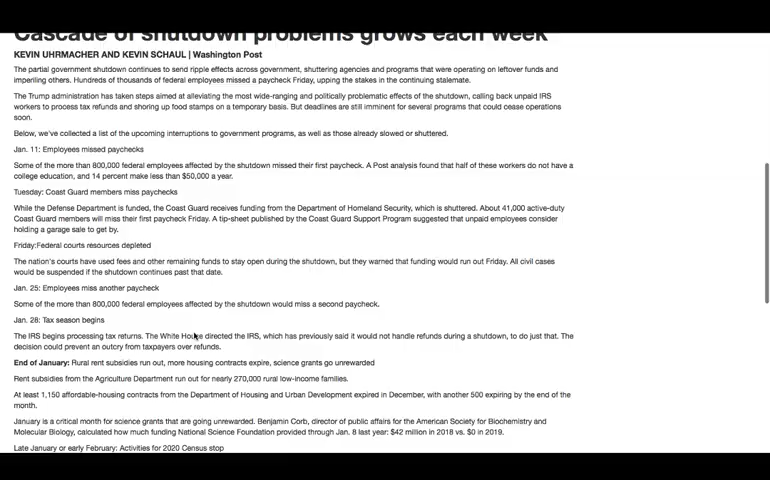 Cascade of shutdown problems grows each week
KEVIN UHRMACHER AND KEVIN SCHAUL | Washington Post
The partial government shutdown continues to send ripple effects across government, shuttering agencies and programs that were operating on leftover funds and
imperiling others. Hundreds of thousands of federal employees missed a paycheck Friday, upping the stakes in the continuing stalemate.
The Trump administration has taken steps aimed at alleviating the most wide-ranging and politically problematic effects of the shutdown, calling back unpaid IRS
workers to process tax refunds and shoring up food stamps on a temporary basis. But deadlines are still imminent for several programs that could cease operations
soon.
Below, we've collected a list of the upcoming interruptions to government programs, as well as those already slowed or shuttered.
Jan. 11: Employees missed paychecks
Some of the more than 800,000 federal employees affected by the shutdown missed their first paycheck. A Post analysis found that half of these workers do not have a
college education, and 14 percent make less than $50,000 a year.
Tuesday: Coast Guard members miss paychecks
While the Defense Department is funded, the Coast Guard receives funding from the Department of Homeland Security, which is shuttered. About 41,000 active-duty
Coast Guard members will miss their first paycheck Friday. A tip-sheet published by the Coast Guard Support Program suggested that unpaid employees consider
holding a garage sale to get by.
Friday:Federal courts resources depleted
The nation's courts have used fees and other remaining funds to stay open during the shutdown, but they warned that funding would run out Friday. All civil cases
would be suspended if the shutdown continues past that date.
Jan. 25: Employees miss another paycheck
Some of the more than 800,000 federal employees affected by the shutdown would miss a second paycheck.
Jan. 28: Tax season begins
The IRS begins processing tax returns. The White House directed the IRS, which has previously said it would not handle refunds during a shutdown, to do just that. The
decision could prevent an outcry from taxpayers over refunds.
End of January: Rural rent subsidies run out, more housing contracts expire, science grants go unrewarded
Rent subsidies from the Agriculture Department run out for nearly 270,000 rural low-income families.
At least 1,150 affordable-housing contracts from the Department of Housing and Urban Development expired in December, with another 500 expiring by the end of the
month.
January is a critical month for science grants that are going unrewarded. Benjamin Corb, director of public affairs for the American Society for Biochemistry and
Molecular Biology, calculated how much funding National Science Foundation provided through Jan. 8 last year: $42 million in 2018 vs. $0 in 2019.
Late January or early February: Activities for 2020 Census stop